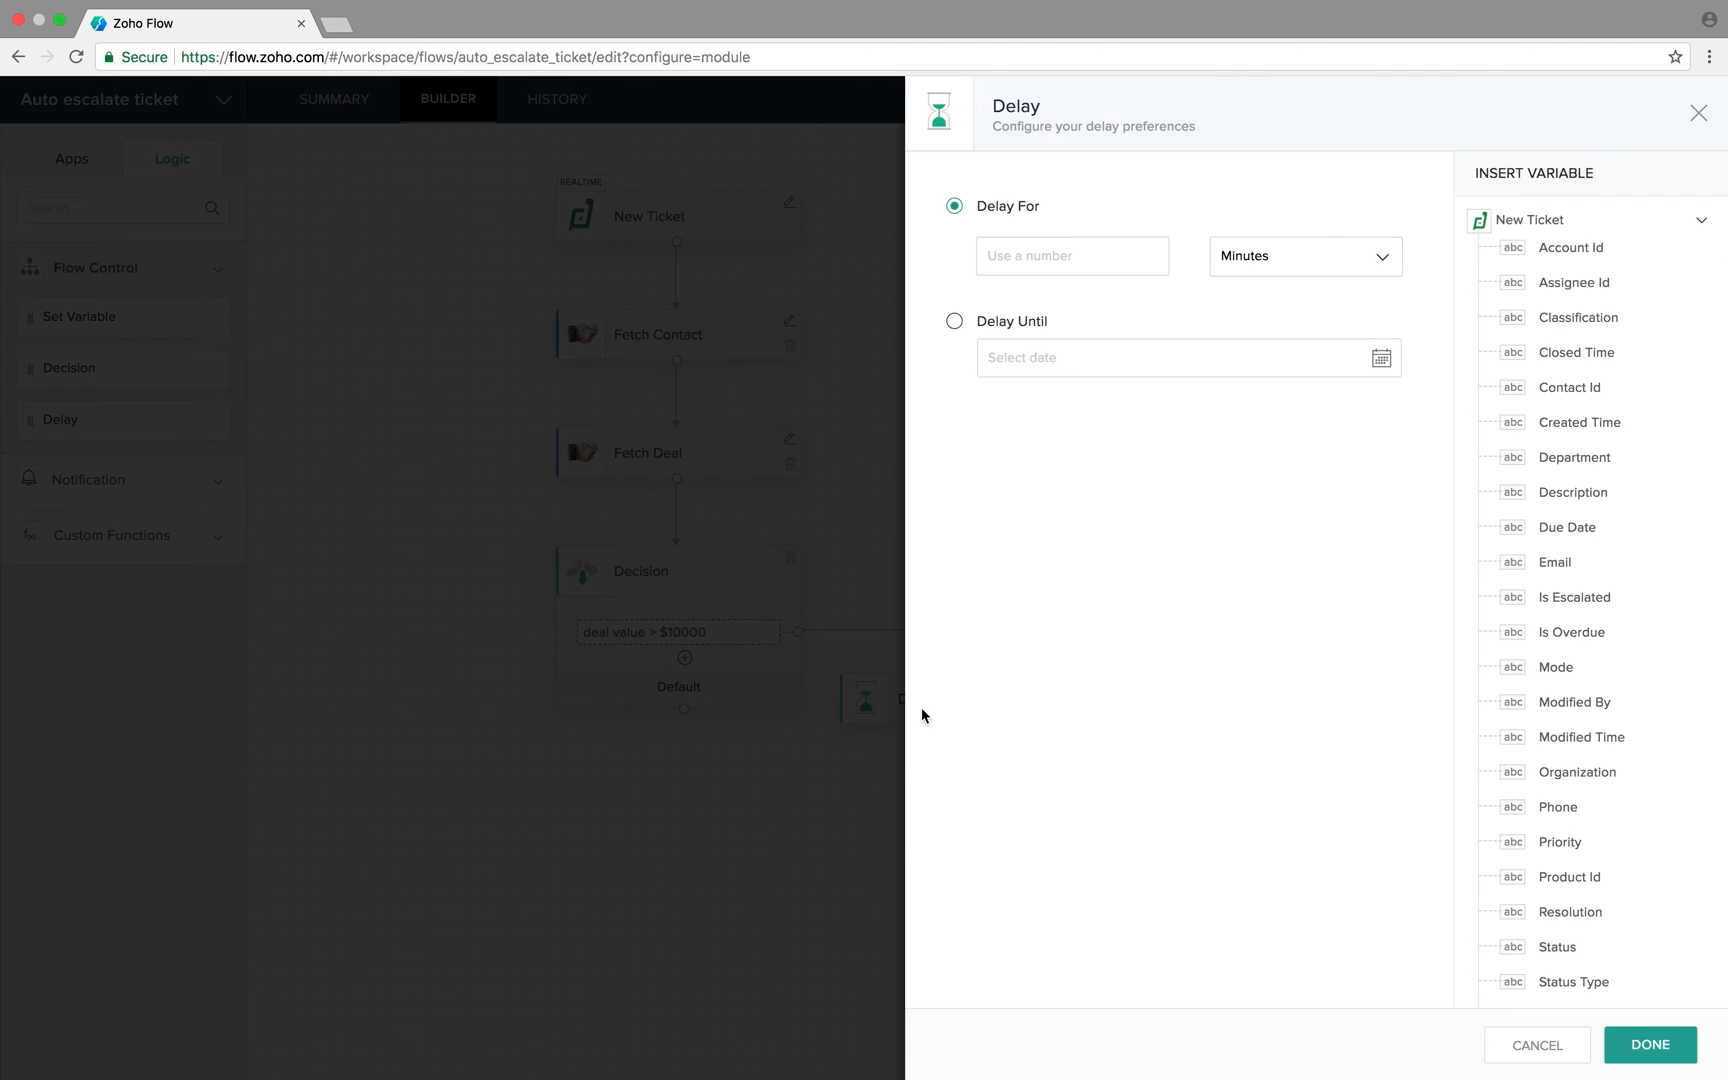 Zoho Flow
Secure
https://flow.zoho.com/#/workspace/flows/auto_escalate_ticket/edit?configure=module
Auto escalate ticket
SUMMARY
BUILDER
HISTORY
Apps
Logic
Search
Flow Control
Set Variable
Decision
Delay
Notification
f(x)
Custom Functions
REALTIME
New Ticket
Fetch Contact
Fetch Deal
Decision
deal value > $10000
Default
D
Delay
Configure your delay preferences
Delay For
Use a number
Minutes
Delay Until
Select date
INSERT VARIABLE
New Ticket
abc Account Id
abc Assignee Id
abc Classification
abc Closed Time
abc Contact Id
abc Created Time
abc Department
abc Description
abc Due Date
abc Email
abc Is Escalated
abc Is Overdue
abc Mode
abc Modified By
abc Modified Time
abc Organization
abc Phone
abc Priority
abc Product Id
abc Resolution
abc Status
abc Status Type
CANCEL
DONE